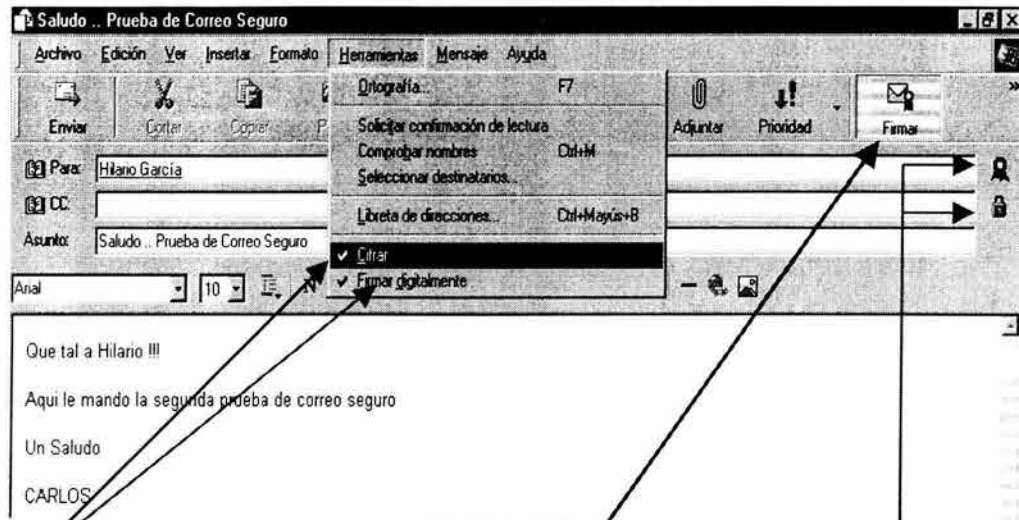 Saludo .. Prueba de Correo Seguro
Archivo Edición Ver Insertar Formato Herramientas Mensaje Ayuda
Enviar Cortar Copiar Adjuntar Prioridad Firmar
Ortografía... F7
Solicitar confirmación de lectura
Comprobar nombres Ctrl+M
Seleccionar destinatarios...
Libreta de direcciones... Ctrl+Mayús+B
Cifrar
Firmar digitalmente
Para: Hilario García
CC:
Asunto: Saludo .. Prueba de Correo Seguro
Arial 10 N
Que tal a Hilario !!!
Aqui le mando la segunda prueba de correo seguro
Un Saludo
CARLOS